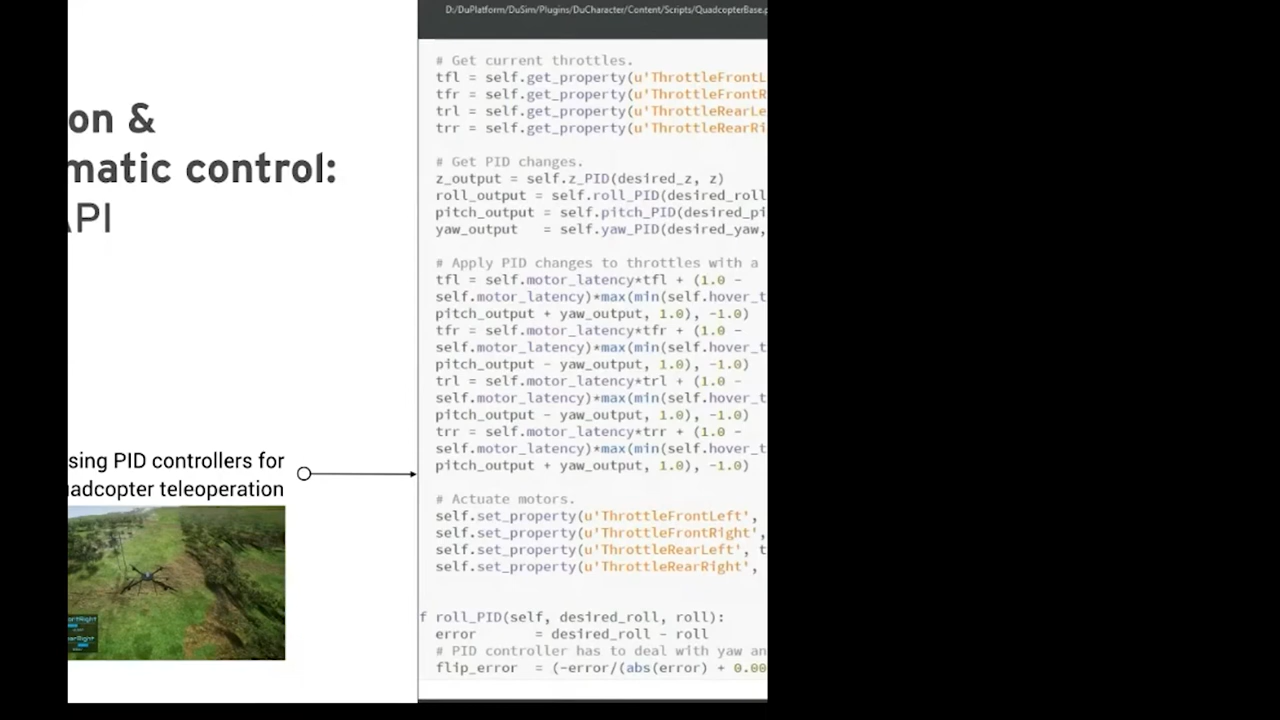 on &
matic control:
API
sing PID controllers for
uadcopter teleoperation
D:/DuPlatform/DuSim/Plugins/DuCharacter/Content/Scripts/QuadcopterBase.p
# Get current throttles.
tfl = self.get_property(u'ThrottleFrontL
tfr = self.get_property(u'ThrottleFrontR
trl = self.get_property(u'ThrottleRearLe
trr = self.get_property(u'ThrottleRearRi
# Get PID changes.
z_output = self.z_PID(desired_z, z)
roll_output = self.roll_PID(desired_roll
pitch_output = self.pitch_PID(desired_pi
yaw_output   = self.yaw_PID(desired_yaw,
# Apply PID changes to throttles with a
tfl = self.motor_latency*tfl + (1.0 -
self.motor_latency)*max(min(self.hover_t
pitch_output + yaw_output, 1.0), -1.0)
tfr = self.motor_latency*tfr + (1.0 -
self.motor_latency)*max(min(self.hover_t
pitch_output - yaw_output, 1.0), -1.0)
trl = self.motor_latency*trl + (1.0 -
self.motor_latency)*max(min(self.hover_t
pitch_output - yaw_output, 1.0), -1.0)
trr = self.motor_latency*trr + (1.0 -
self.motor_latency)*max(min(self.hover_t
pitch_output + yaw_output, 1.0), -1.0)
# Actuate motors.
self.set_property(u'ThrottleFrontLeft',
self.set_property(u'ThrottleFrontRight',
self.set_property(u'ThrottleRearLeft', t
self.set_property(u'ThrottleRearRight',
f roll_PID(self, desired_roll, roll):
error       = desired_roll - roll
# PID controller has to deal with yaw an
flip_error  = (-error/(abs(error) + 0.00